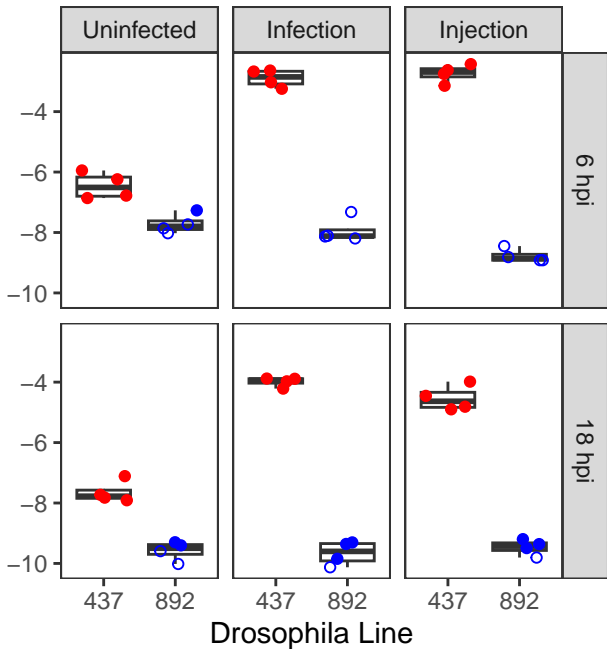 Uninfected Infection Injection
−4
−6
−8
−10
6 hpi
−4
−6
−8
−10
18 hpi
437 892 437 892 437 892
Drosophila Line